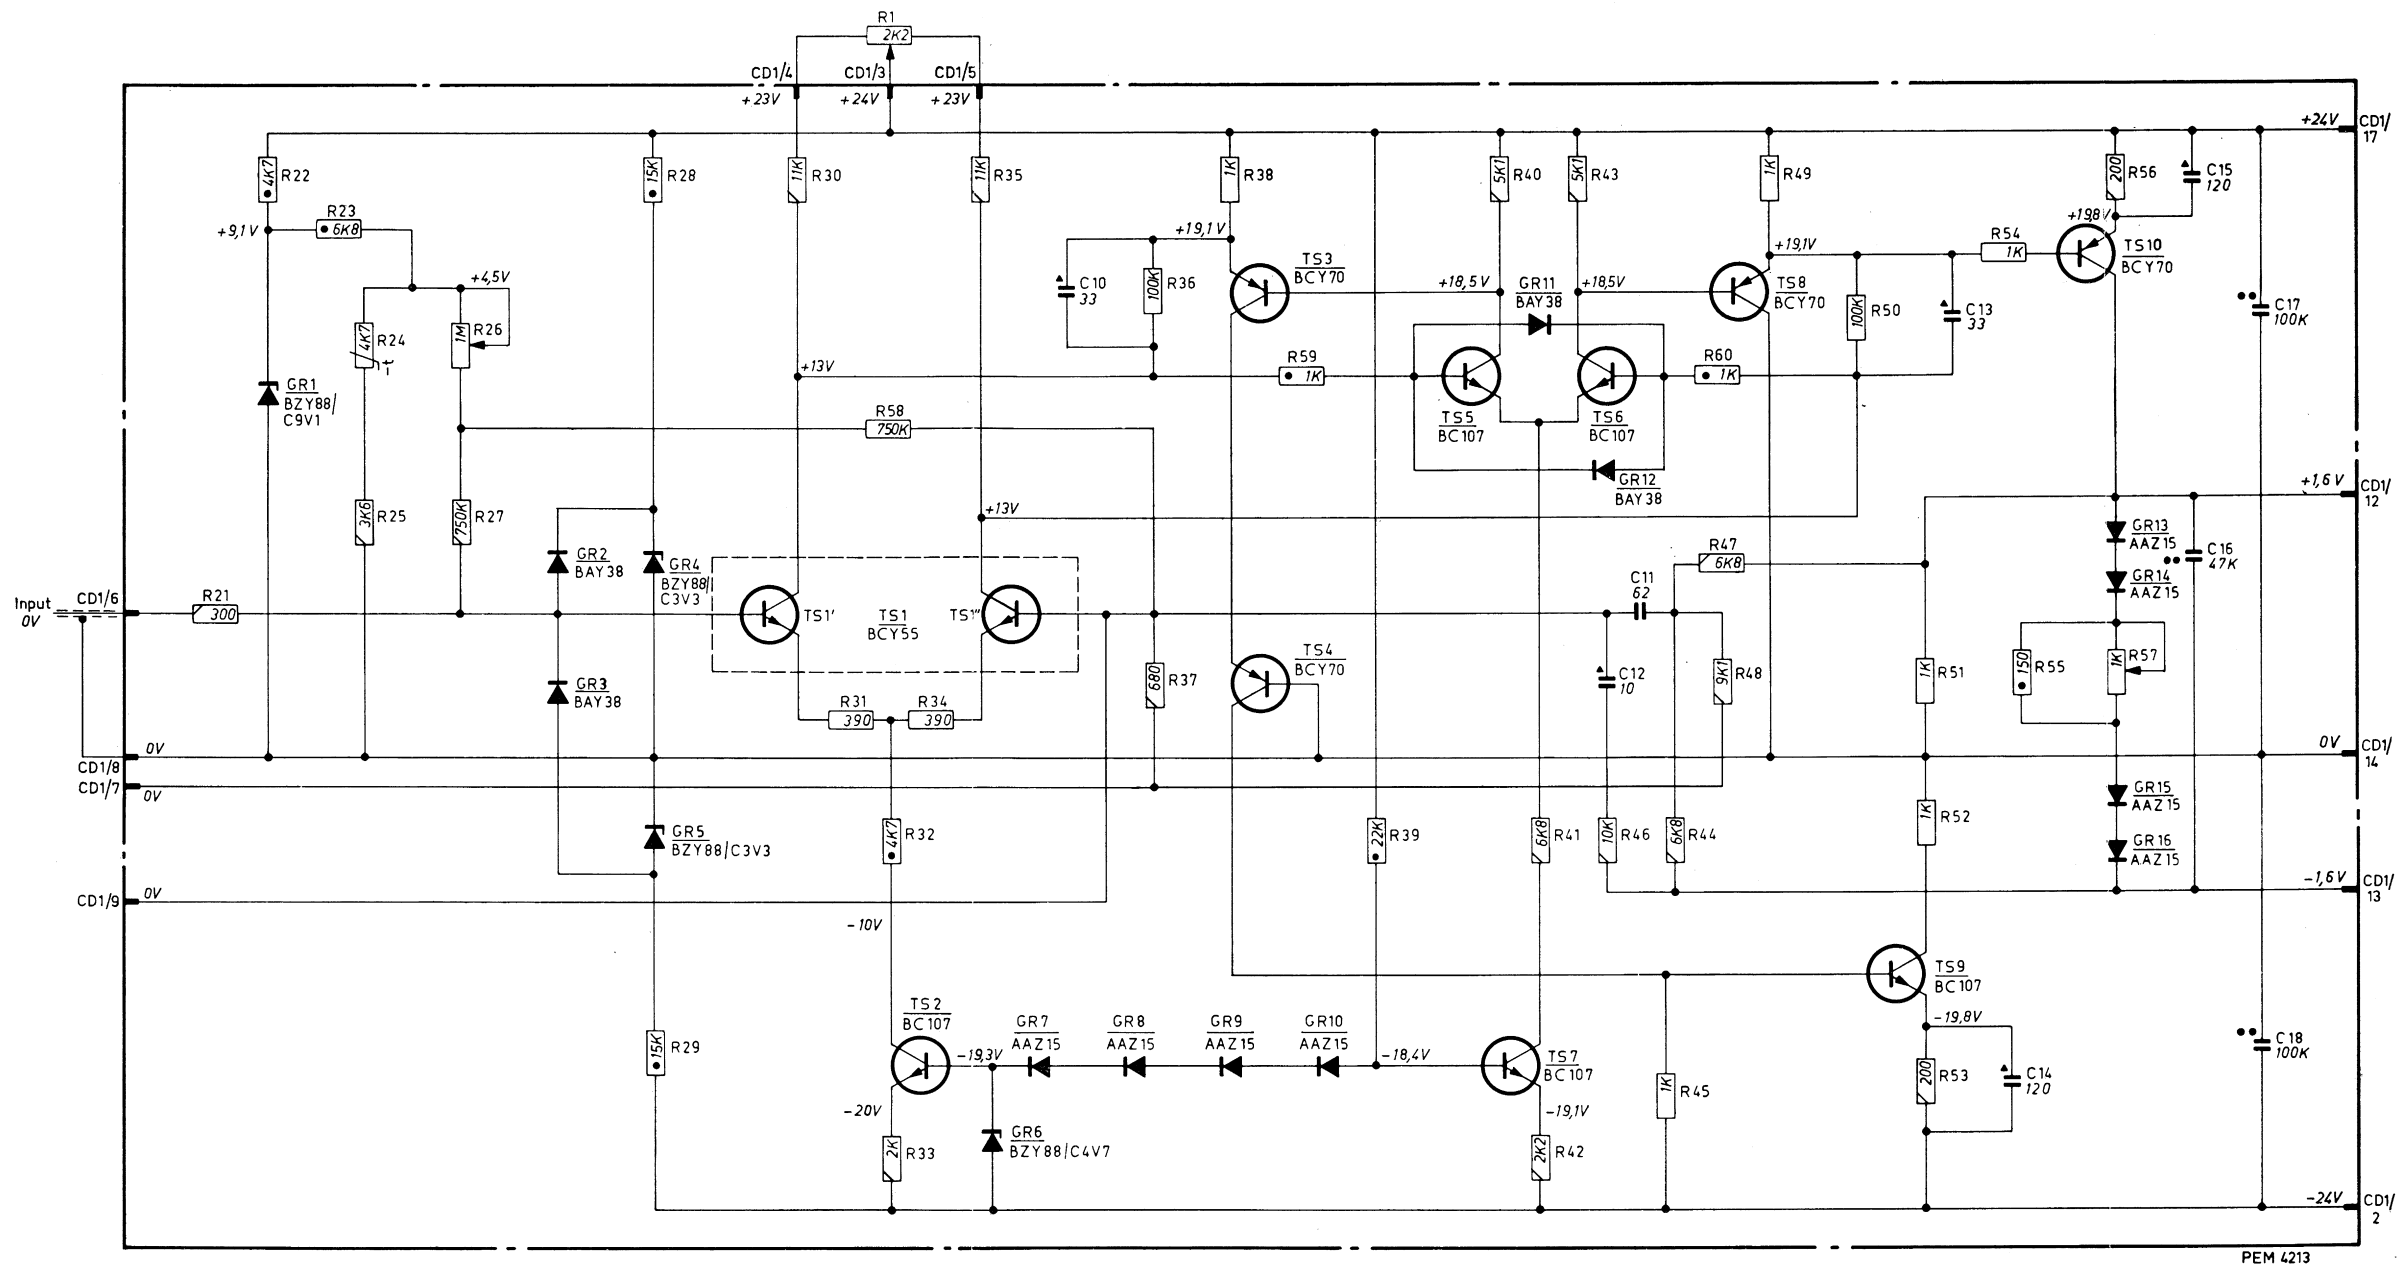 R1
2K2
CD1/4
CD1/3
CD1/5
+23V
+24V
+23V
+24V
CD1/
17
4K7
R22
15K
R28
11K
R30
11K
R35
1K
R38
5K1
R40
5K1
R43
1K
R49
200
R56
C15
120
R23
6K8
+9,1V
+19,1V
+19,1V
R54
1K
+19,8V
TS10
BCY70
+4,5V
C10
33
100K
R36
TS3
BCY70
+18,5V
GR11
BAY38
+18,5V
TS8
BCY70
100K
R50
C13
33
C17
100K
4K7
R24
t
1M
R26
+13V
R59
1K
R60
1K
GR1
BZY88/
C9V1
R58
750K
TS5
BC107
TS6
BC107
GR12
BAY38
+1,6V
CD1/
12
3K6
R25
750K
R27
+13V
GR2
BAY38
GR4
BZY88/
C3V3
R47
6K8
GR13
AAZ15
C16
47K
GR14
AAZ15
Input
0V
CD1/6
R21
300
TS1'
TS1
BCY55
TS1"
C11
62
GR3
BAY38
TS4
BCY70
680
R37
C12
10
9K1
R48
1K
R51
150
R55
1K
R57
R31
390
R34
390
0V
CD1/8
CD1/7
0V
0V
CD1/
14
GR5
BZY88/C3V3
4K7
R32
22K
R39
6K8
R41
10K
R46
6K8
R44
1K
R52
GR15
AAZ15
GR16
AAZ15
CD1/9
0V
-1,6V
CD1/
13
-10V
TS9
BC107
TS2
BC107
-19,3V
GR7
AAZ15
GR8
AAZ15
GR9
AAZ15
GR10
AAZ15
-18,4V
TS7
BC107
-19,8V
15K
R29
1K
R45
200
R53
C14
120
C18
100K
-20V
-19,1V
2K
R33
GR6
BZY88/C4V7
2K2
R42
-24V
CD1/
2
PEM 4213